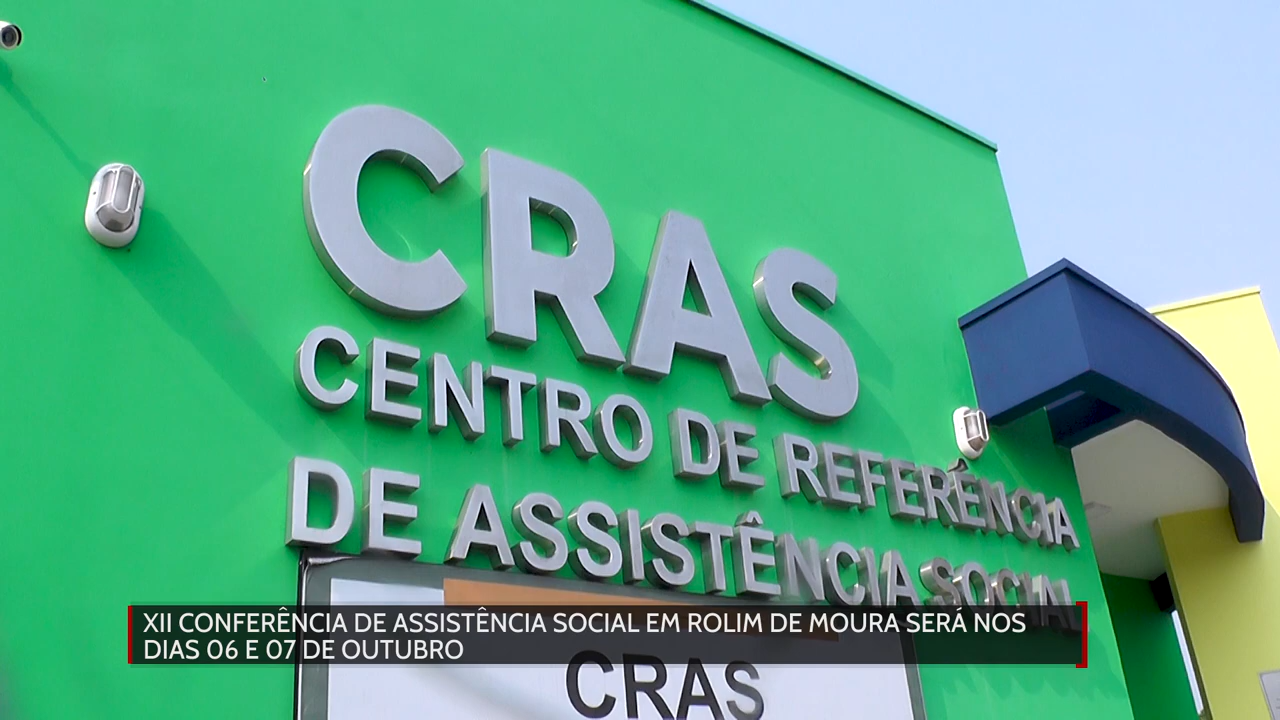 CRAS
CENTRO DE REFERÊNCIA
DE ASSISTÊNCIA SOCIAL
XII CONFERÊNCIA DE ASSISTÊNCIA SOCIAL EM ROLIM DE MOURA SERÁ NOS
DIAS 06 E 07 DE OUTUBRO
CRAS